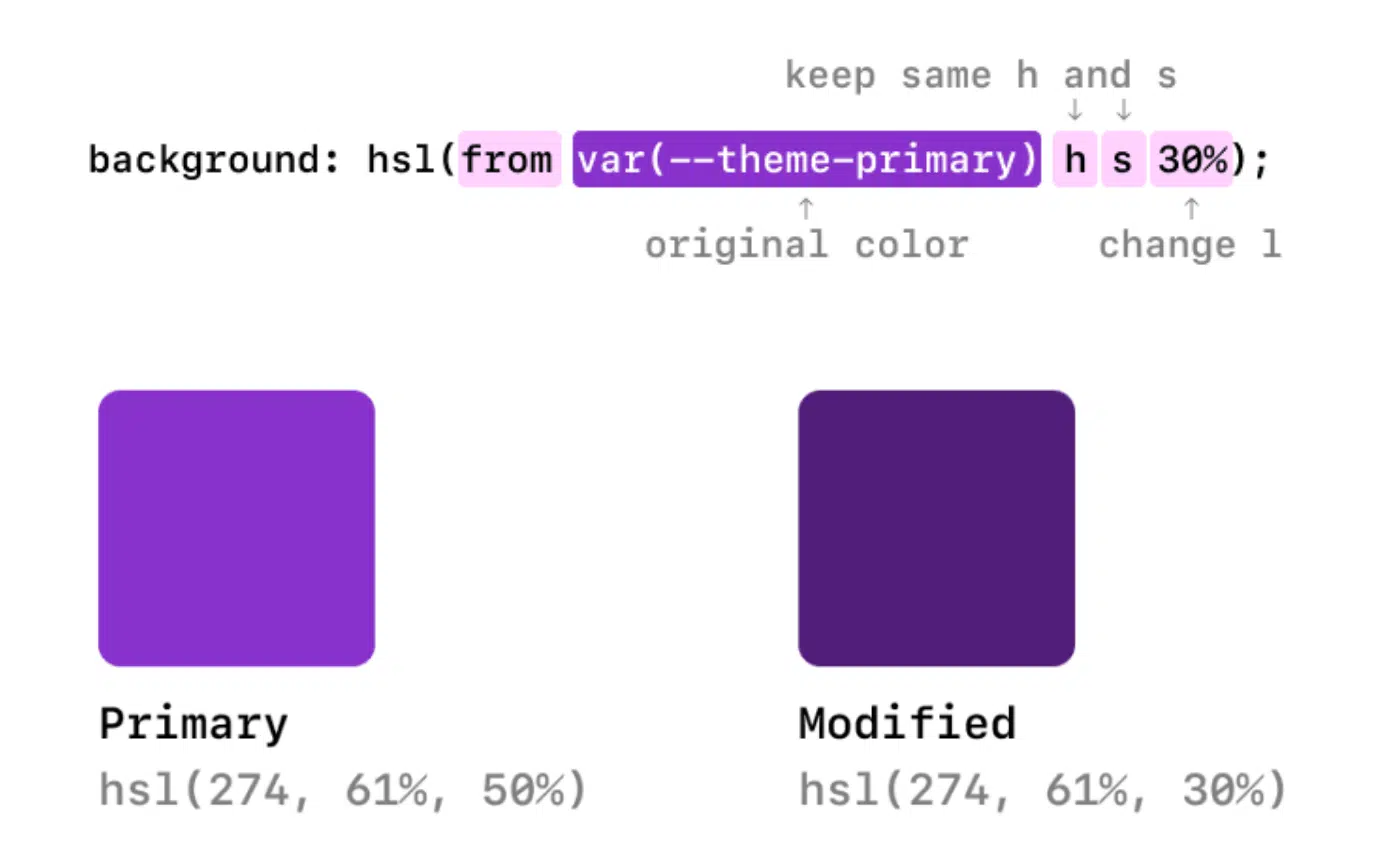 keep same h and s
↓ ↓
background: hsl(from var(--theme-primary) h s 30%);
↑ ↑
original color change l
Primary
hsl(274, 61%, 50%)
Modified
hsl(274, 61%, 30%)